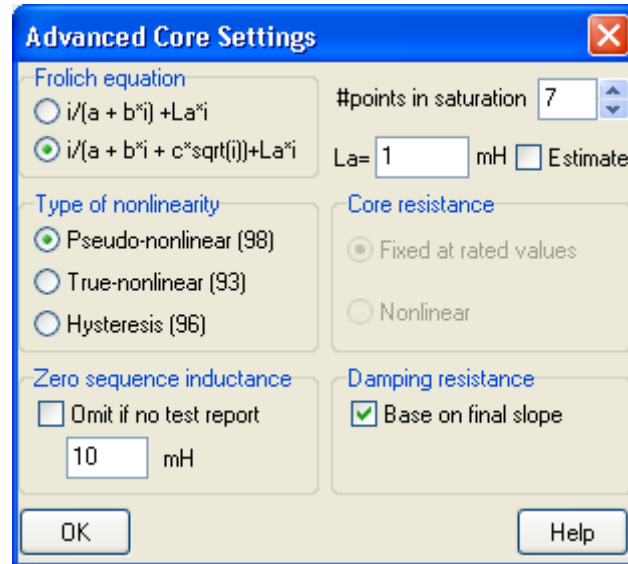 Advanced Core Settings
Frolich equation
i/(a + b*i) +La*i
i/(a + b*i + c*sqrt(i))+La*i
#points in saturation 7
La= 1 mH Estimate
Type of nonlinearity
Pseudo-nonlinear (98)
True-nonlinear (93)
Hysteresis (96)
Core resistance
Fixed at rated values
Nonlinear
Zero sequence inductance
Omit if no test report
10 mH
Damping resistance
Base on final slope
OK
Help